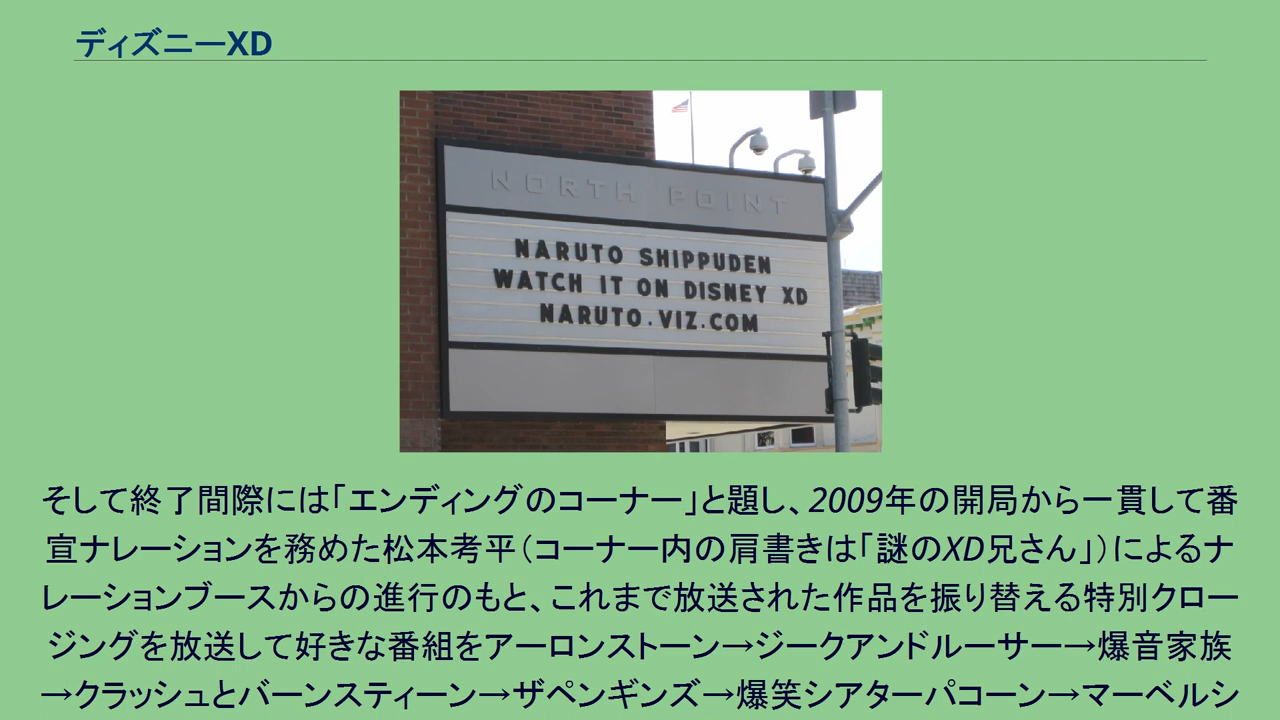 ディズニーXD
NORTH POINT
NARUTO SHIPPUDEN
WATCH IT ON DISNEY XD
NARUTO.VIZ.COM
そして終了間際には「エンディングのコーナー」と題し、2009年の開局から一貫して番
宣ナレーションを務めた松本考平（コーナー内の肩書きは「謎のXD兄さん」）によるナ
レーションブースからの進行のもと、これまで放送された作品を振り替える特別クロー
ジングを放送して好きな番組をアーロンストーン→ジークアンドルーサー→爆音家族
→クラッシュとバーンスティーン→ザペンギンズ→爆笑シアターパコーン→マーベルシ